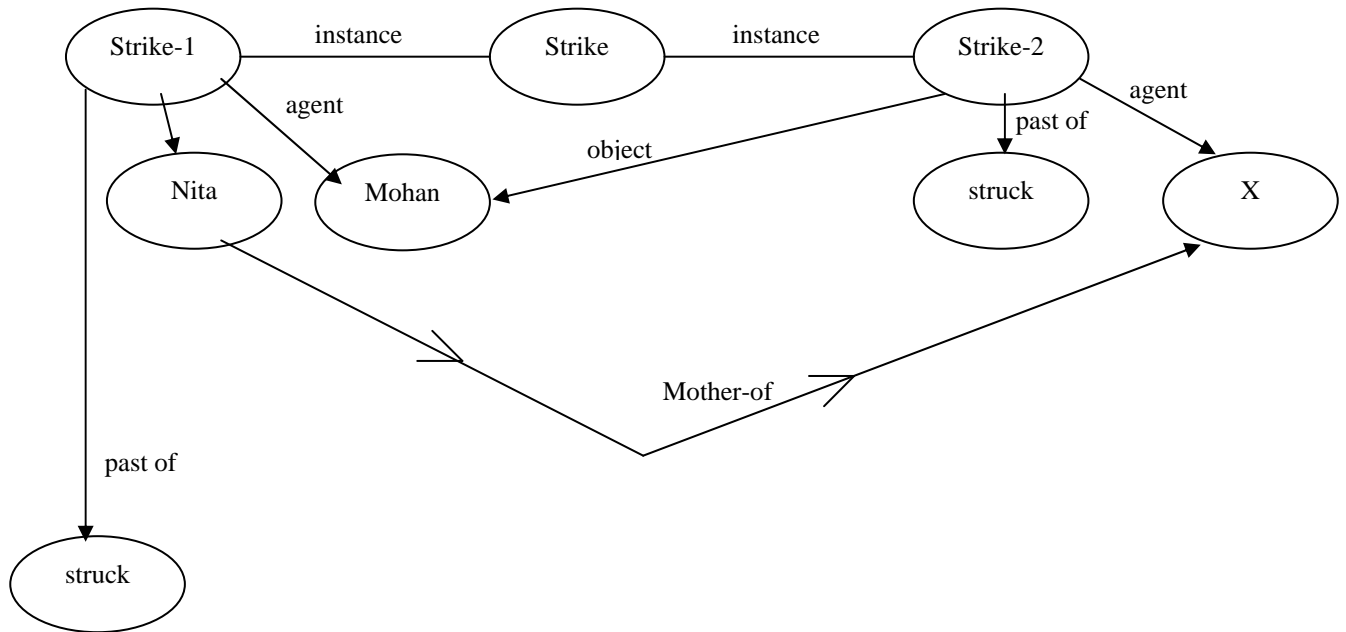 Strike-1
instance
Strike
instance
Strike-2
agent
agent
past of
object
Nita
Mohan
struck
X
Mother-of
past of
struck